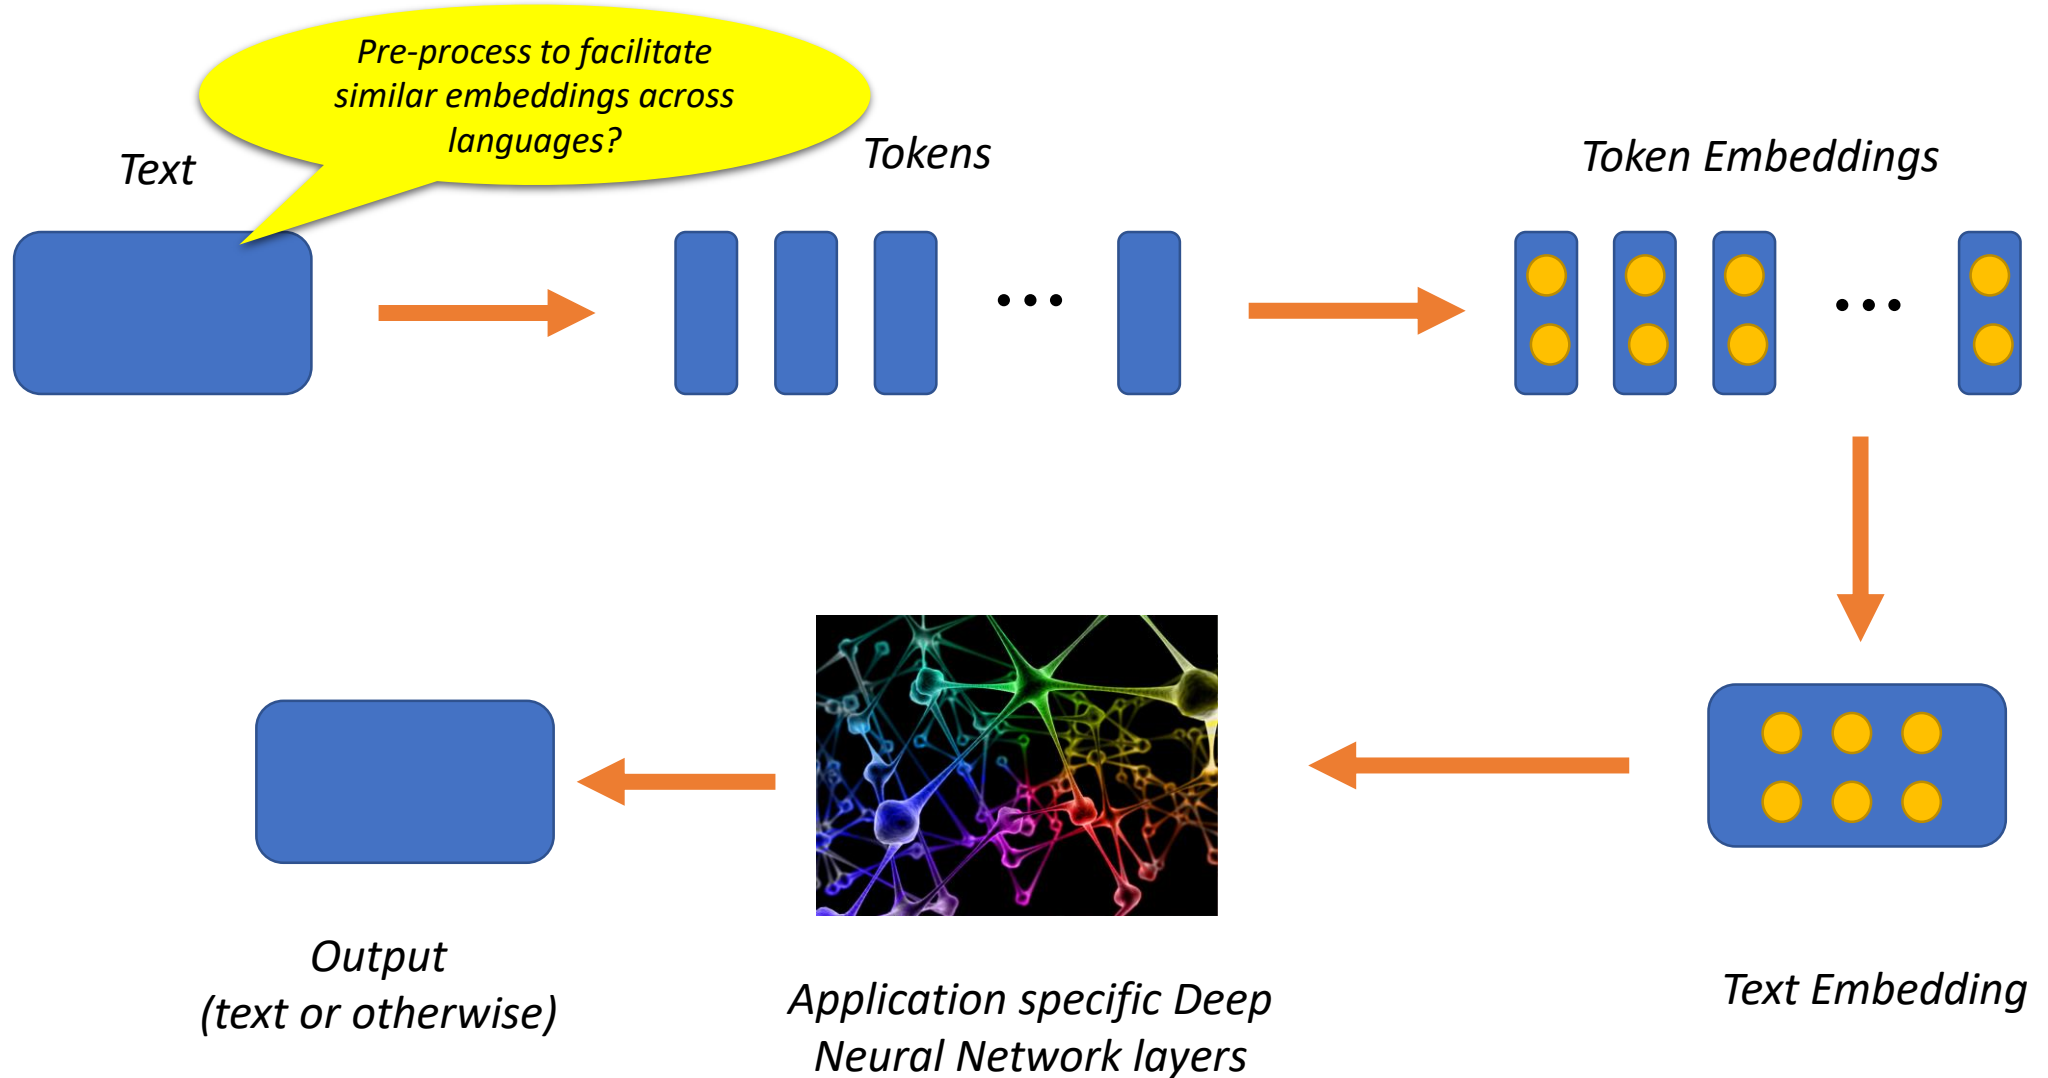 Pre-process to facilitate
similar embeddings across
languages?
Text
Tokens
Token Embeddings
...
...
Output
(text or otherwise)
Application specific Deep
Neural Network layers
Text Embedding